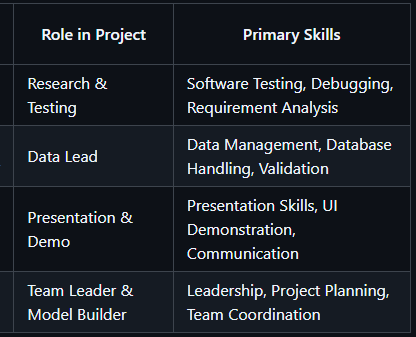 Role in Project
Primary Skills
Research &
Testing
Software Testing, Debugging,
Requirement Analysis
Data Lead
Data Management, Database
Handling, Validation
Presentation &
Demo
Presentation Skills, UI
Demonstration,
Communication
Team Leader &
Model Builder
Leadership, Project Planning,
Team Coordination